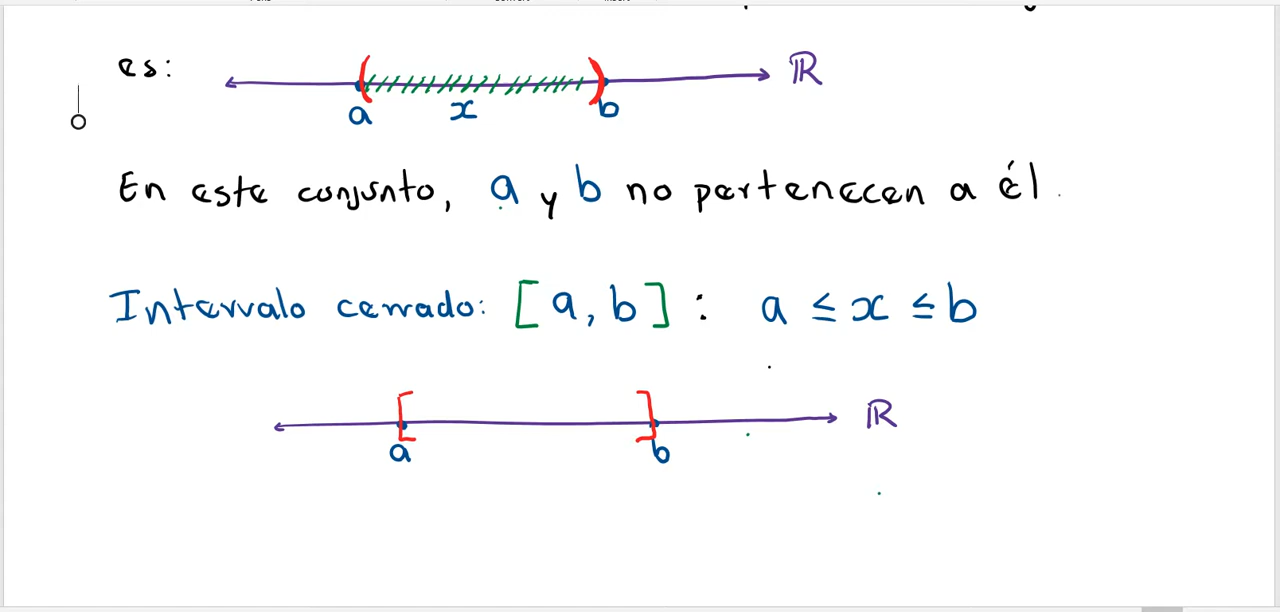 es:
( ) ℝ
a x b
En este conjunto, a y b no pertenecen a él.
Intervalo cerrado: [a, b] : a ≤ x ≤ b
[ ] ℝ
a b